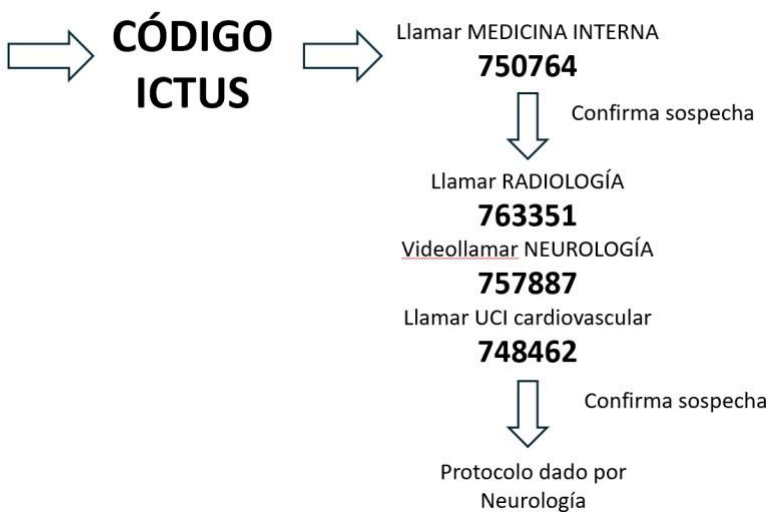 CÓDIGO
ICTUS
Llamar MEDICINA INTERNA
750764
Confirma sospecha
Llamar RADIOLOGÍA
763351
Videollamar NEUROLOGÍA
757887
Llamar UCI cardiovascular
748462
Confirma sospecha
Protocolo dado por
Neurología